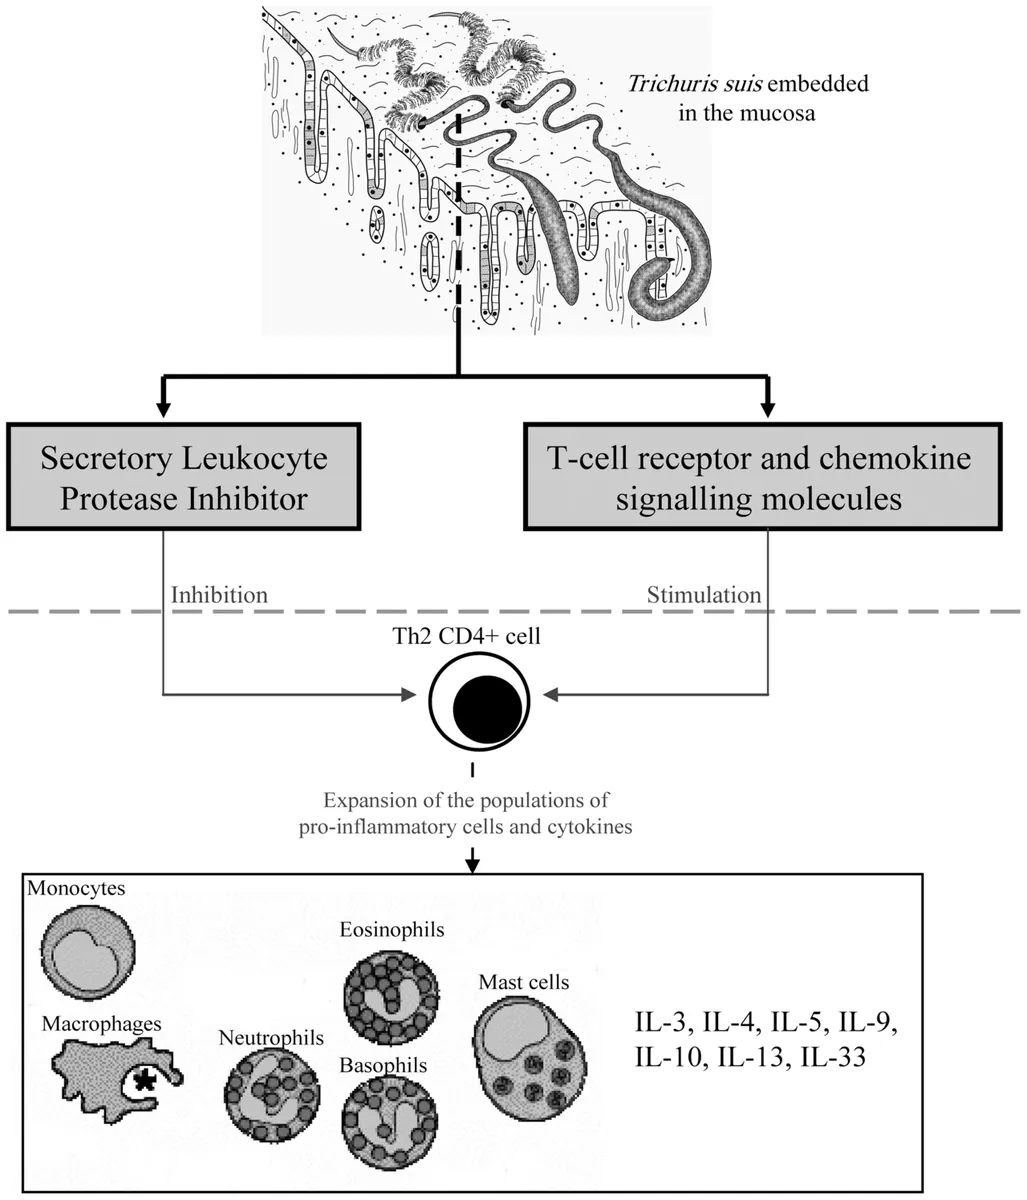 Trichuris suis embedded
in the mucosa
Secretory Leukocyte
Protease Inhibitor
T-cell receptor and chemokine
signalling molecules
Inhibition
Stimulation
Th2 CD4+ cell
Expansion of the populations of
pro-inflammatory cells and cytokines
Monocytes
Eosinophils
Mast cells
Macrophages
Neutrophils
Basophils
IL-3, IL-4, IL-5, IL-9,
IL-10, IL-13, IL-33